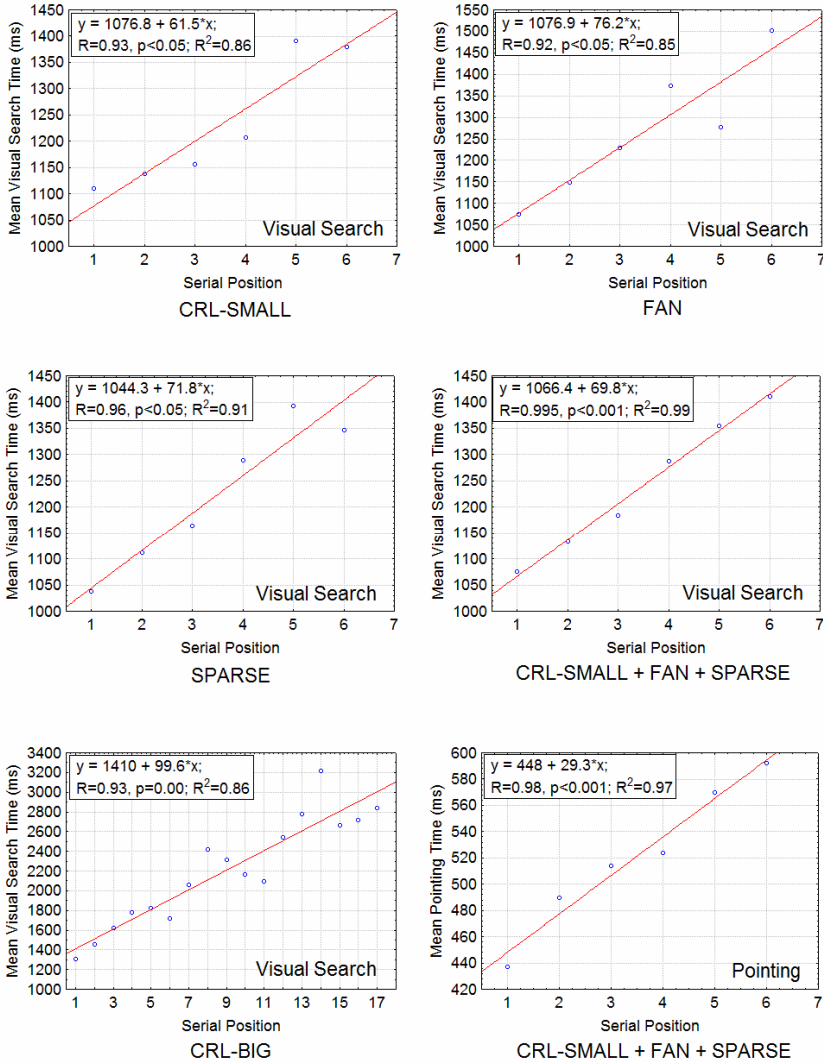 y = 1076.8 + 61.5*x;
R=0.93, p<0.05; R²=0.86
Mean Visual Search Time (ms)
1450
1400
1350
1300
1250
1200
1150
1100
1050
1000
Visual Search
1 2 3 4 5 6 7
Serial Position
CRL-SMALL
y = 1076.9 + 76.2*x;
R=0.92, p<0.05; R²=0.85
Mean Visual Search Time (ms)
1550
1500
1450
1400
1350
1300
1250
1200
1150
1100
1050
1000
Visual Search
1 2 3 4 5 6 7
Serial Position
FAN
y = 1044.3 + 71.8*x;
R=0.96, p<0.05; R²=0.91
Mean Visual Search Time (ms)
1450
1400
1350
1300
1250
1200
1150
1100
1050
1000
Visual Search
1 2 3 4 5 6 7
Serial Position
SPARSE
y = 1066.4 + 69.8*x;
R=0.995, p<0.001; R²=0.99
Mean Visual Search Time (ms)
1450
1400
1350
1300
1250
1200
1150
1100
1050
1000
Visual Search
1 2 3 4 5 6 7
Serial Position
CRL-SMALL + FAN + SPARSE
y = 1410 + 99.6*x;
R=0.93, p=0.00; R²=0.86
Mean Visual Search Time (ms)
3400
3200
3000
2800
2600
2400
2200
2000
1800
1600
1400
1200
1000
Visual Search
1 3 5 7 9 11 13 15 17
Serial Position
CRL-BIG
y = 448 + 29.3*x;
R=0.98, p<0.001; R²=0.97
Mean Pointing Time (ms)
600
580
560
540
520
500
480
460
440
420
Pointing
1 2 3 4 5 6 7
Serial Position
CRL-SMALL + FAN + SPARSE